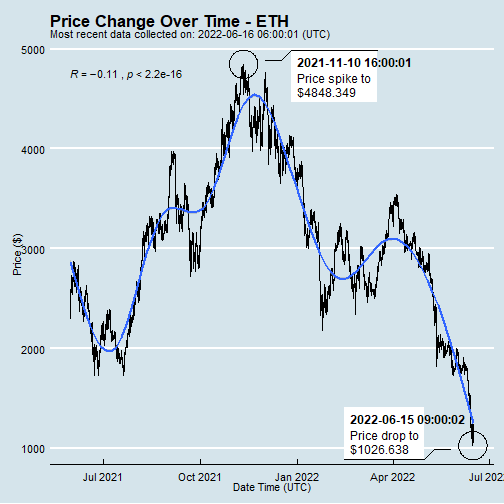 Price Change Over Time - ETH
Most recent data collected on: 2022-06-16 06:00:01 (UTC)
5000
R = −0.11 , p < 2.2e-16
2021-11-10 16:00:01
Price spike to
$4848.349
4000
3000
Price ($)
2000
2022-06-15 09:00:02
Price drop to
$1026.638
1000
Jul 2021
Oct 2021
Jan 2022
Apr 2022
Jul 202
Date Time (UTC)